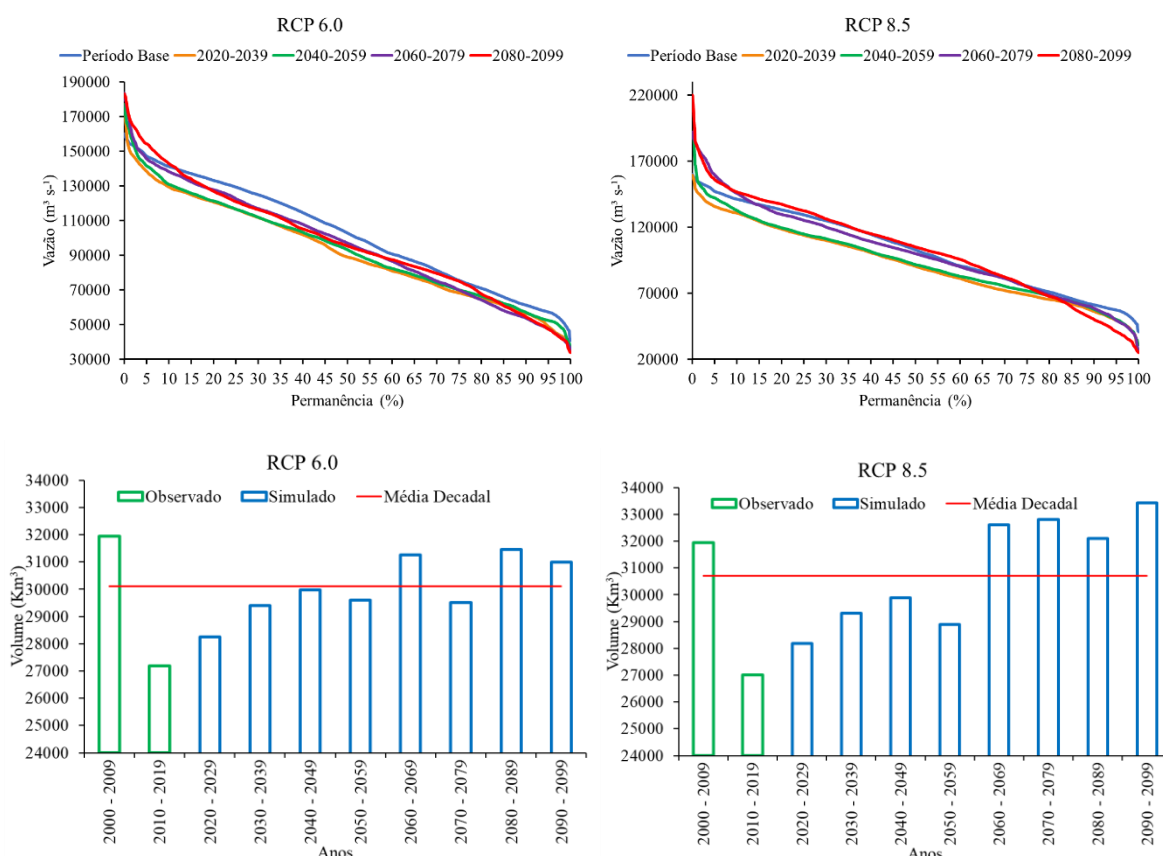 RCP 6.0
Período Base 2020-2039 2040-2059 2060-2079 2080-2099
190000
170000
150000
130000
110000
90000
70000
50000
30000
Vazão (m³ s-¹)
0 5 10 15 20 25 30 35 40 45 50 55 60 65 70 75 80 85 90 95 100
Permanência (%)
RCP 8.5
Período Base 2020-2039 2040-2059 2060-2079 2080-2099
220000
170000
120000
70000
20000
Vazão (m³ s-¹)
0 5 10 15 20 25 30 35 40 45 50 55 60 65 70 75 80 85 90 95 100
Permanência (%)
RCP 6.0
Observado Simulado Média Decadal
34000
33000
32000
31000
30000
29000
28000
27000
26000
25000
24000
Volume (Km³)
2000 - 2009
2010 - 2019
2020 - 2029
2030 - 2039
2040 - 2049
2050 - 2059
2060 - 2069
2070 - 2079
2080 - 2089
2090 - 2099
Anos
RCP 8.5
Observado Simulado Média Decadal
34000
33000
32000
31000
30000
29000
28000
27000
26000
25000
24000
Volume (Km³)
2000 - 2009
2010 - 2019
2020 - 2029
2030 - 2039
2040 - 2049
2050 - 2059
2060 - 2069
2070 - 2079
2080 - 2089
2090 - 2099
Anos